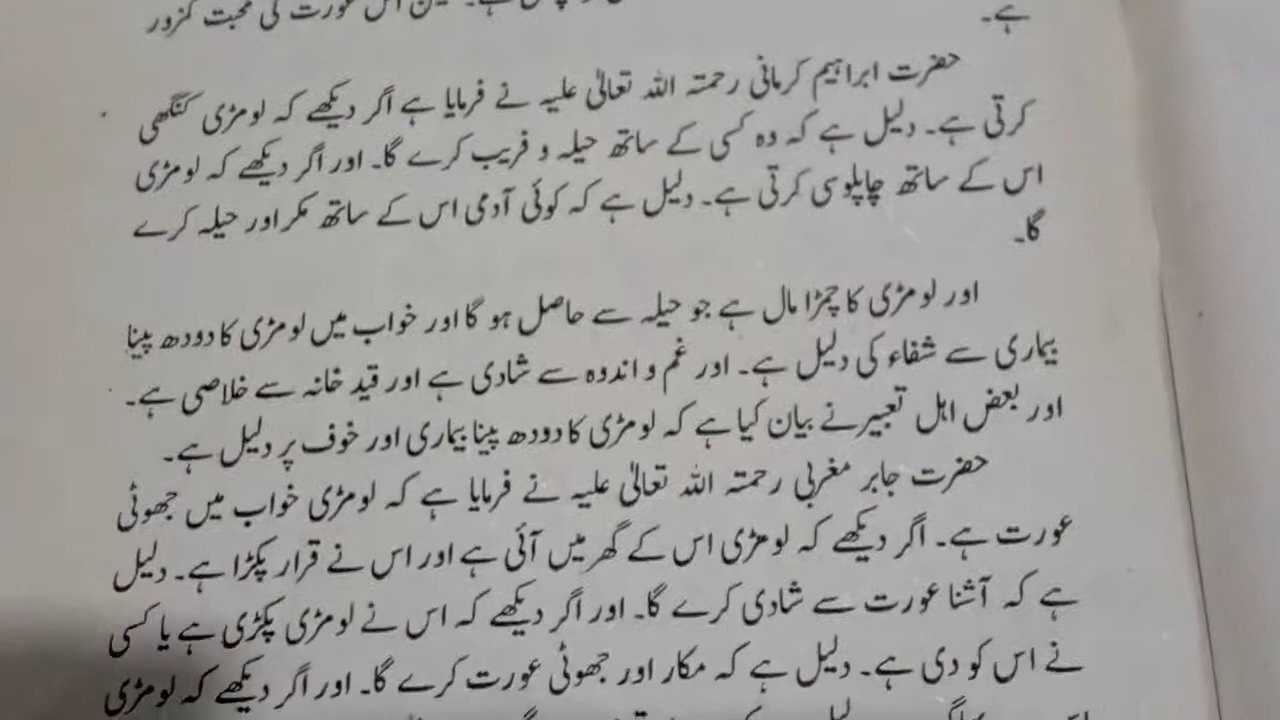 ہے۔ اس عورت کی محبت کمزور
ہے۔
حضرت ابراہیم کرمانی رحمتہ اللہ تعالیٰ علیہ نے فرمایا ہے اگر دیکھے کہ لومڑی کنگھی
کرتی ہے۔ دلیل ہے کہ وہ کسی کے ساتھ حیلہ و فریب کرے گا۔ اور اگر دیکھے کہ لومڑی
اس کے ساتھ چاپلوسی کرتی ہے۔ دلیل ہے کہ کوئی آدمی اس کے ساتھ مکر اور حیلہ کرے
گا۔
اور لومڑی کا چمڑا مال ہے جو حیلہ سے حاصل ہو گا اور خواب میں لومڑی کا دودھ پینا
بیماری سے شفاء کی دلیل ہے۔ اور غم و اندوہ سے شادی ہے اور قید خانہ سے خلاصی ہے۔
اور بعض اہل تعبیر نے بیان کیا ہے کہ لومڑی کا دودھ پینا بیماری اور خوف پر دلیل ہے۔
حضرت جابر مغربی رحمتہ اللہ تعالیٰ علیہ نے فرمایا ہے کہ لومڑی خواب میں جھوٹی
عورت ہے۔ اگر دیکھے کہ لومڑی اس کے گھر میں آئی ہے اور اس نے قرار پکڑا ہے۔ دلیل
ہے کہ آشنا عورت سے شادی کرے گا۔ اور اگر دیکھے کہ اس نے لومڑی پکڑی ہے یا کسی
نے اس کو دی ہے۔ دلیل ہے کہ مکار اور جھوٹی عورت کرے گا۔ اور اگر دیکھے کہ لومڑی